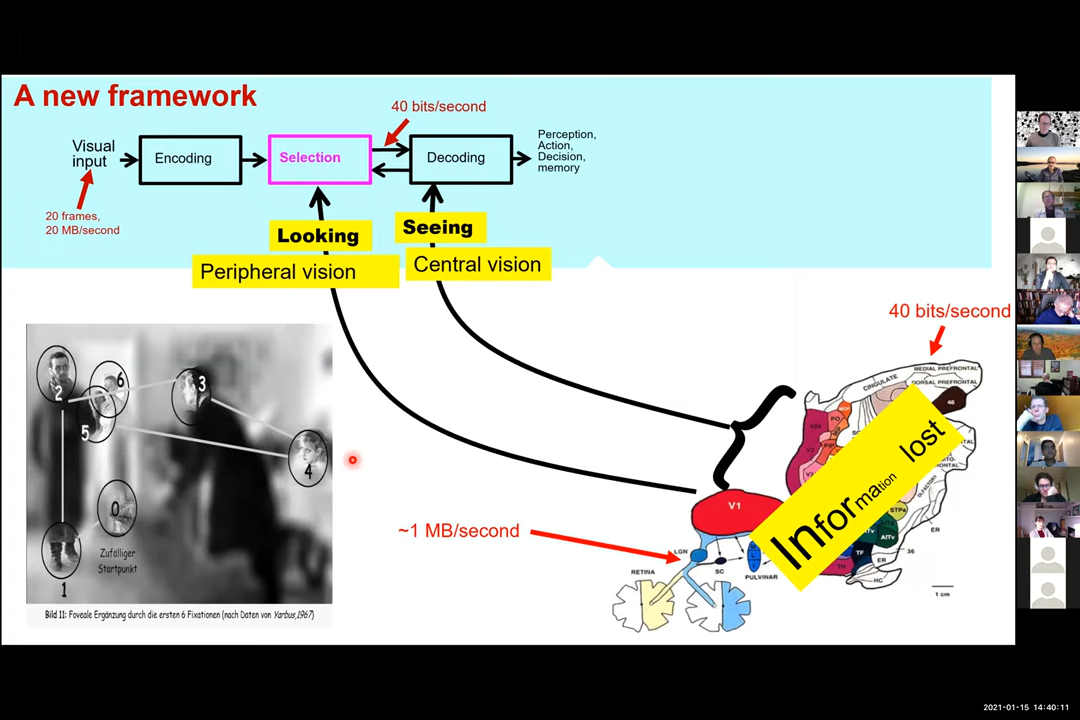 A new framework
40 bits/second
Visual
input
Encoding
Selection
Decoding
Perception,
Action,
Decision,
memory
20 frames,
20 MB/second
Looking
Seeing
Peripheral vision
Central vision
40 bits/second
MEDIAL PREFRONTAL
CINGULATE
DORSAL PREFRONTAL
46
PO
Information lost
STPa
AITv
TF
TH
ER
36
ER
HC
1 cm
V1
~1 MB/second
LGN
SC
PULVINAR
RETINA
2
6
3
5
4
0
Zufälliger
Startpunkt
1
Bild 11: Foveale Ergänzung durch die ersten 6 Fixationen (nach Daten von Yarbus,1967)
2021-01-15 14:40:11